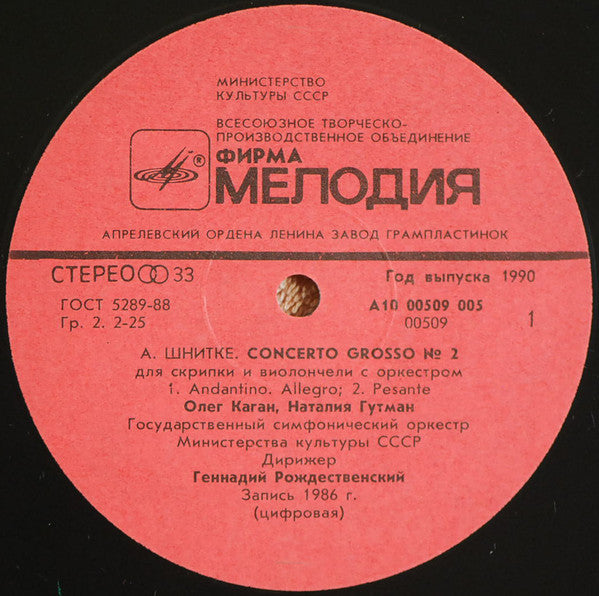 МИНИСТЕРСТВО
КУЛЬТУРЫ СССР
ВСЕСОЮЗНОЕ ТВОРЧЕСКО-
ПРОИЗВОДСТВЕННОЕ ОБЪЕДИНЕНИЕ
®
ФИРМА
МЕЛОДИЯ
АПРЕЛЕВСКИЙ ОРДЕНА ЛЕНИНА ЗАВОД ГРАМПЛАСТИНОК
СТЕРЕО 33
Год выпуска 1990
ГОСТ 5289-88
А10 00509 005
Гр. 2. 2-25
00509
1
А. ШНИТКЕ. CONCERTO GROSSO № 2
для скрипки и виолончели с оркестром
1. Andantino. Allegro; 2. Pesante
Олег Каган, Наталия Гутман
Государственный симфонический оркестр
Министерства культуры СССР
Дирижер
Геннадий Рождественский
Запись 1986 г.
(цифровая)